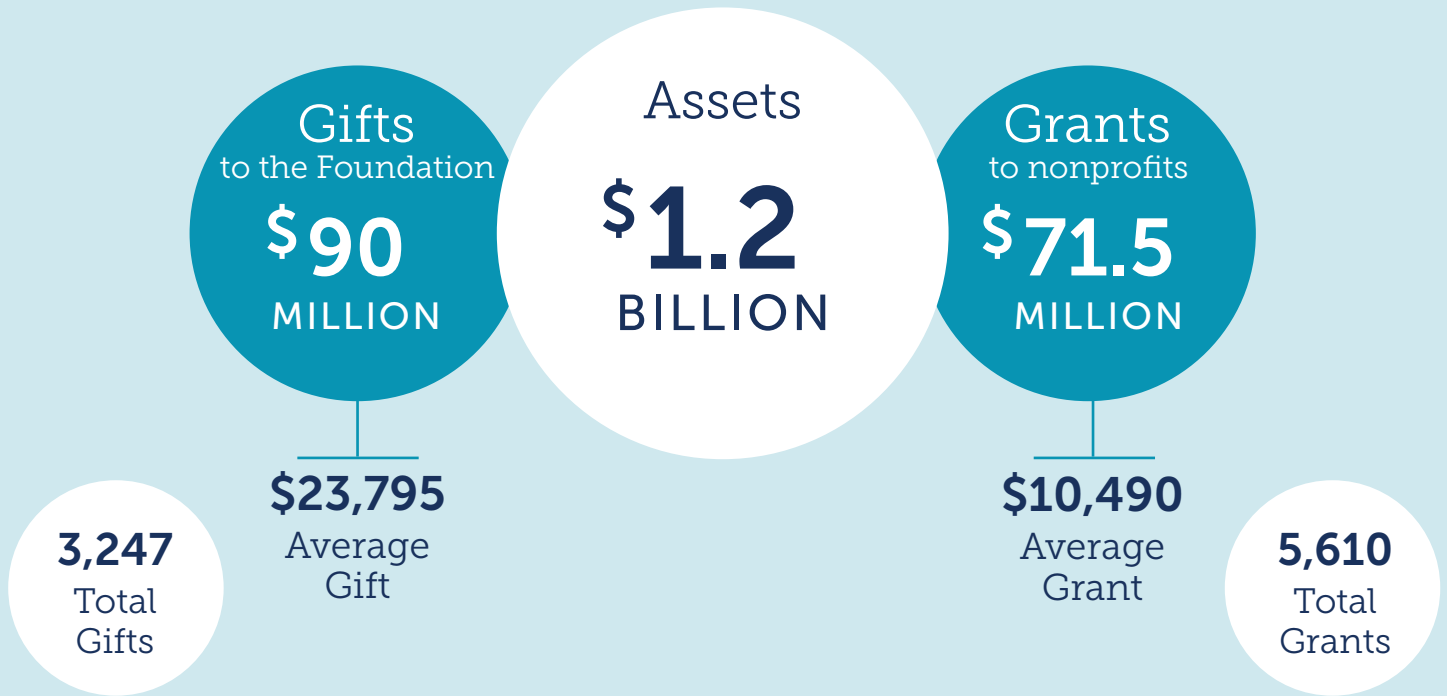 Gifts
to the Foundation
$90
MILLION
$23,795
Average
Gift
3,247
Total
Gifts
Assets
$1.2
BILLION
Grants
to nonprofits
$71.5
MILLION
$10,490
Average
Grant
5,610
Total
Grants